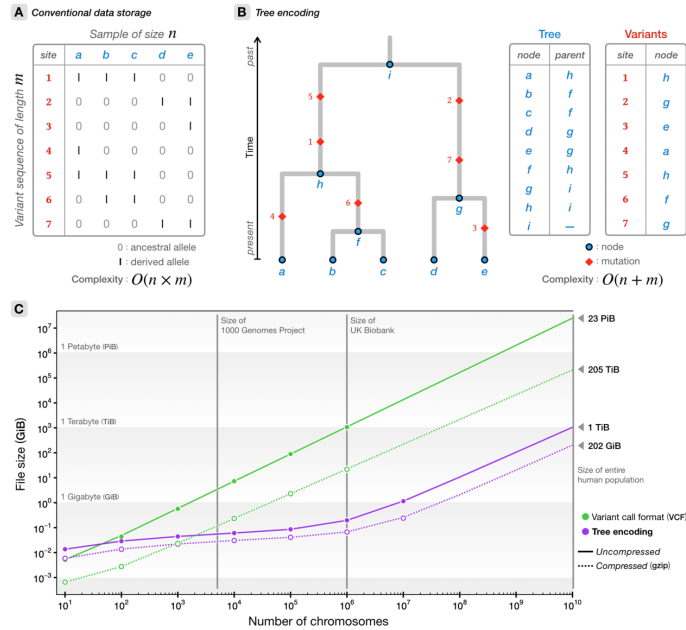 A Conventional data storage
Sample of size n
Variant sequence of length m
site a b c d e
1 I I I 0 0
2 0 0 0 I I
3 0 0 0 0 I
4 I 0 0 0 0
5 I I I 0 0
6 0 I I 0 0
7 0 0 0 I I
0 : ancestral allele
I : derived allele
Complexity : O(n × m)
B Tree encoding
past
Time
present
i
5
2
1
7
h
g
4
6
3
f
a b c d e
Tree
node parent
a h
b f
c f
d g
e g
f h
g i
h i
i —
Variants
site node
1 h
2 g
3 e
4 a
5 h
6 f
7 g
: node
: mutation
Complexity : O(n + m)
C
File size (GiB)
10⁷
10⁶
10⁵
10⁴
10³
10²
10¹
10⁰
10⁻¹
10⁻²
10⁻³
1 Petabyte (PiB)
1 Terabyte (TiB)
1 Gigabyte (GiB)
Size of
1000 Genomes Project
Size of
UK Biobank
23 PiB
205 TiB
1 TiB
202 GiB
Size of entire
human population
Variant call format (VCF)
Tree encoding
Uncompressed
Compressed (gzip)
10¹ 10² 10³ 10⁴ 10⁵ 10⁶ 10⁷ 10⁸ 10⁹ 10¹⁰
Number of chromosomes